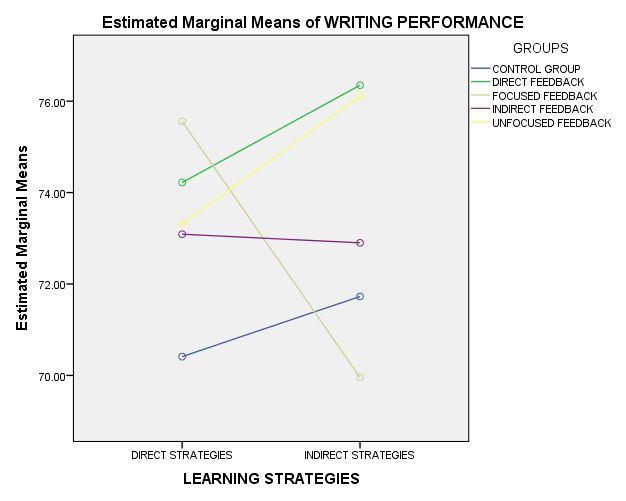 Estimated Marginal Means of WRITING PERFORMANCE
GROUPS
CONTROL GROUP
DIRECT FEEDBACK
FOCUSED FEEDBACK
INDIRECT FEEDBACK
UNFOCUSED FEEDBACK
Estimated Marginal Means
76.00
74.00
72.00
70.00
DIRECT STRATEGIES
INDIRECT STRATEGIES
LEARNING STRATEGIES